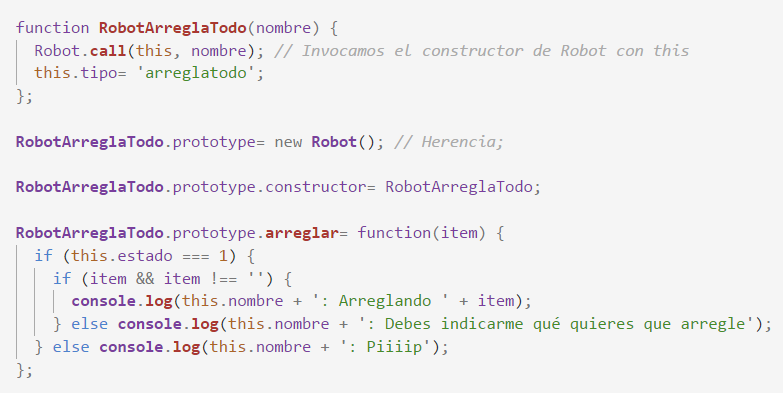 function RobotArreglaTodo(nombre) {
  Robot.call(this, nombre); // Invocamos el constructor de Robot con this
  this.tipo= 'arreglatodo';
};

RobotArreglaTodo.prototype= new Robot(); // Herencia;

RobotArreglaTodo.prototype.constructor= RobotArreglaTodo;

RobotArreglaTodo.prototype.arreglar= function(item) {
  if (this.estado === 1) {
    if (item && item !== '') {
      console.log(this.nombre + ': Arreglando ' + item);
    } else console.log(this.nombre + ': Debes indicarme qué quieres que arregle');
  } else console.log(this.nombre + ': Piiiip');
};